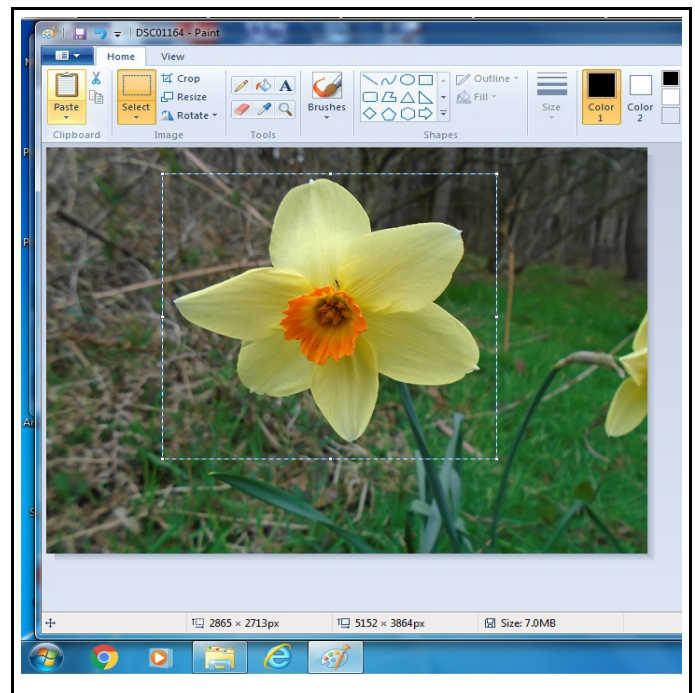 DSC01164 - Paint
Home View
Crop
Resize
Rotate
Paste
Select
A
Brushes
Outline
Fill
Size
Color 1
Color 2
Clipboard
Image
Tools
Shapes
2865 × 2713px
5152 × 3864px
Size: 7.0MB